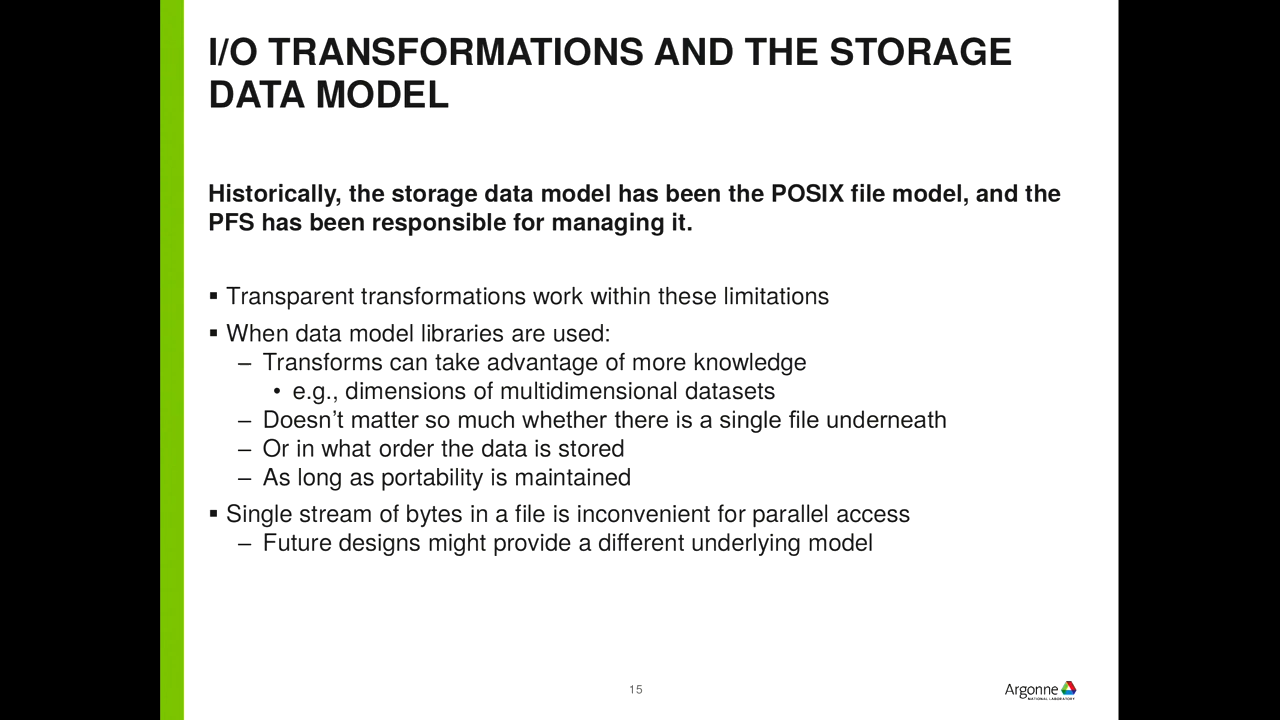 I/O TRANSFORMATIONS AND THE STORAGE
DATA MODEL
Historically, the storage data model has been the POSIX file model, and the
PFS has been responsible for managing it.
▪ Transparent transformations work within these limitations
▪ When data model libraries are used:
– Transforms can take advantage of more knowledge
• e.g., dimensions of multidimensional datasets
– Doesn’t matter so much whether there is a single file underneath
– Or in what order the data is stored
– As long as portability is maintained
▪ Single stream of bytes in a file is inconvenient for parallel access
– Future designs might provide a different underlying model
15
Argonne
NATIONAL LABORATORY